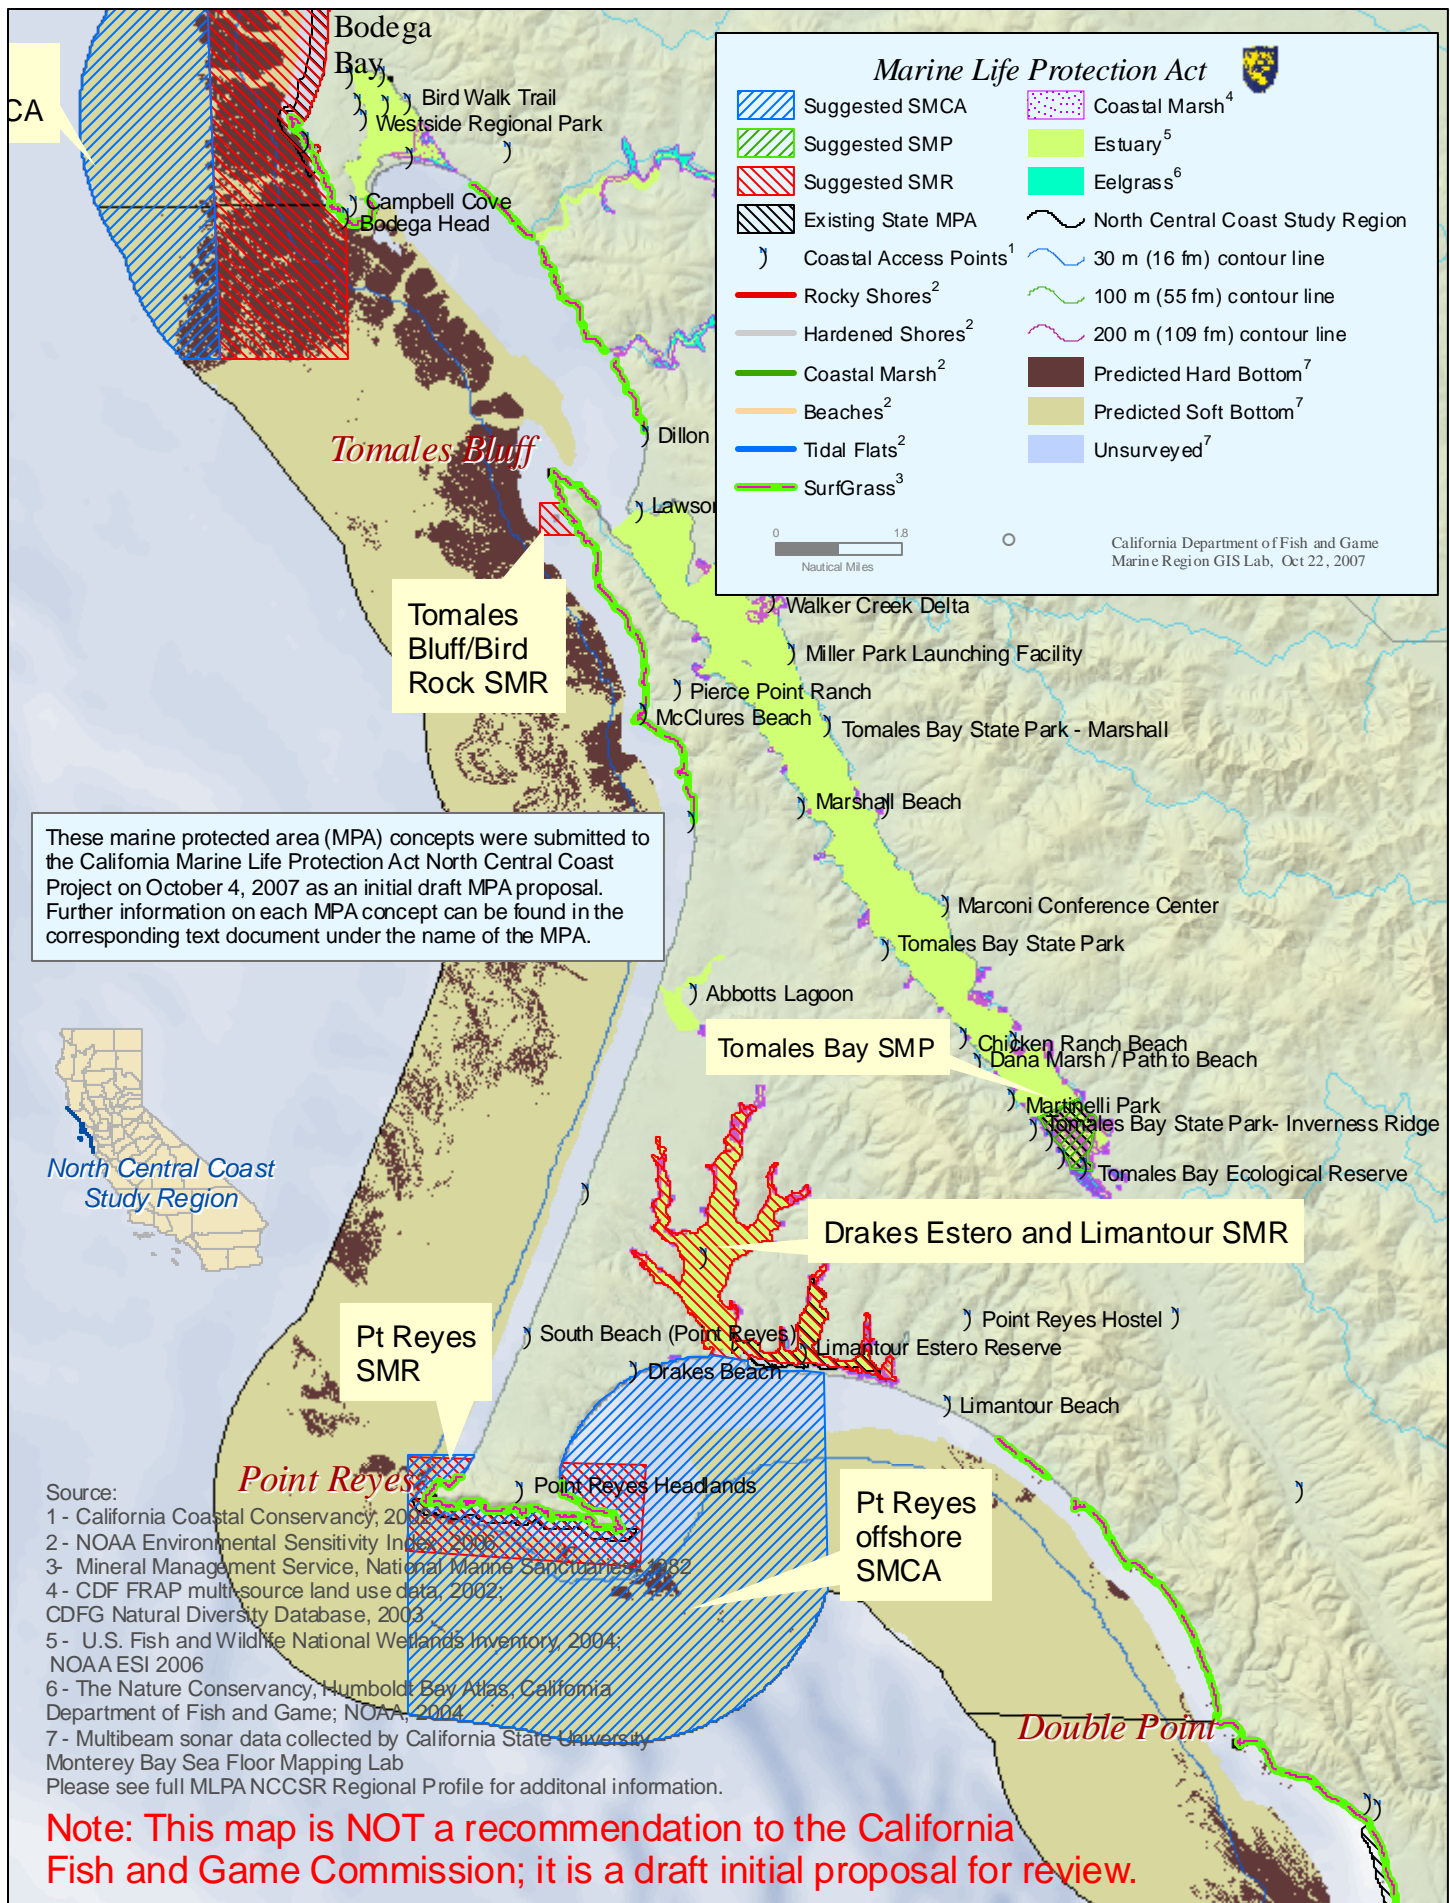 Bodega
Bay
CA
Bird Walk Trail
Westside Regional Park
Campbell Cove
Bodega Head
Marine Life Protection Act
Suggested SMCA
Suggested SMP
Suggested SMR
Existing State MPA
Coastal Access Points1
Rocky Shores2
Hardened Shores2
Coastal Marsh2
Beaches2
Tidal Flats2
SurfGrass3
Coastal Marsh4
Estuary5
Eelgrass6
North Central Coast Study Region
30 m (16 fm) contour line
100 m (55 fm) contour line
200 m (109 fm) contour line
Predicted Hard Bottom7
Predicted Soft Bottom7
Unsurveyed7
0 1.8
Nautical Miles
California Department of Fish and Game
Marine Region GIS Lab, Oct 22, 2007
Tomales Bluff
Dillon
Lawson
Tomales
Bluff/Bird
Rock SMR
Walker Creek Delta
Miller Park Launching Facility
Pierce Point Ranch
McClures Beach
Tomales Bay State Park - Marshall
Marshall Beach
These marine protected area (MPA) concepts were submitted to
the California Marine Life Protection Act North Central Coast
Project on October 4, 2007 as an initial draft MPA proposal.
Further information on each MPA concept can be found in the
corresponding text document under the name of the MPA.
Marconi Conference Center
Tomales Bay State Park
Abbotts Lagoon
Tomales Bay SMP
Chicken Ranch Beach
Dana Marsh / Path to Beach
Martinelli Park
Tomales Bay State Park- Inverness Ridge
Tomales Bay Ecological Reserve
North Central Coast
Study Region
Drakes Estero and Limantour SMR
Pt Reyes
SMR
South Beach (Point Reyes)
Point Reyes Hostel
Limantour Estero Reserve
Drakes Beach
Limantour Beach
Point Reyes
Point Reyes Headlands
Pt Reyes
offshore
SMCA
Source:
1 - California Coastal Conservancy, 2002
2 - NOAA Environmental Sensitivity Index, 2006
3- Mineral Management Service, National Marine Sanctuaries, 1982
4 - CDF FRAP multi-source land use data, 2002;
CDFG Natural Diversity Database, 2003
5 - U.S. Fish and Wildlife National Wetlands Inventory, 2004;
NOAA ESI 2006
6 - The Nature Conservancy, Humboldt Bay Atlas, California
Department of Fish and Game; NOAA, 2004
7 - Multibeam sonar data collected by California State University
Monterey Bay Sea Floor Mapping Lab
Please see full MLPA NCCSR Regional Profile for additonal information.
Double Point
Note: This map is NOT a recommendation to the California
Fish and Game Commission; it is a draft initial proposal for review.